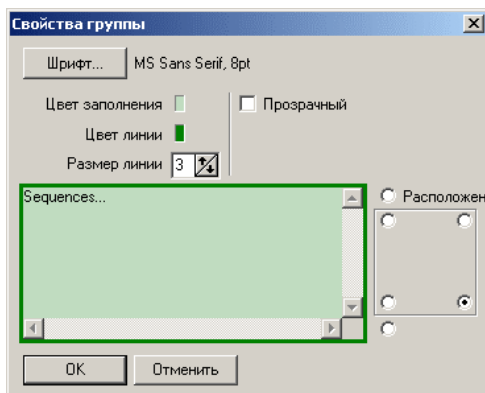 Свойства группы
Шрифт... MS Sans Serif, 8pt
Цвет заполнения Прозрачный
Цвет линии
Размер линии 3
Sequences... Расположен
OK Отменить